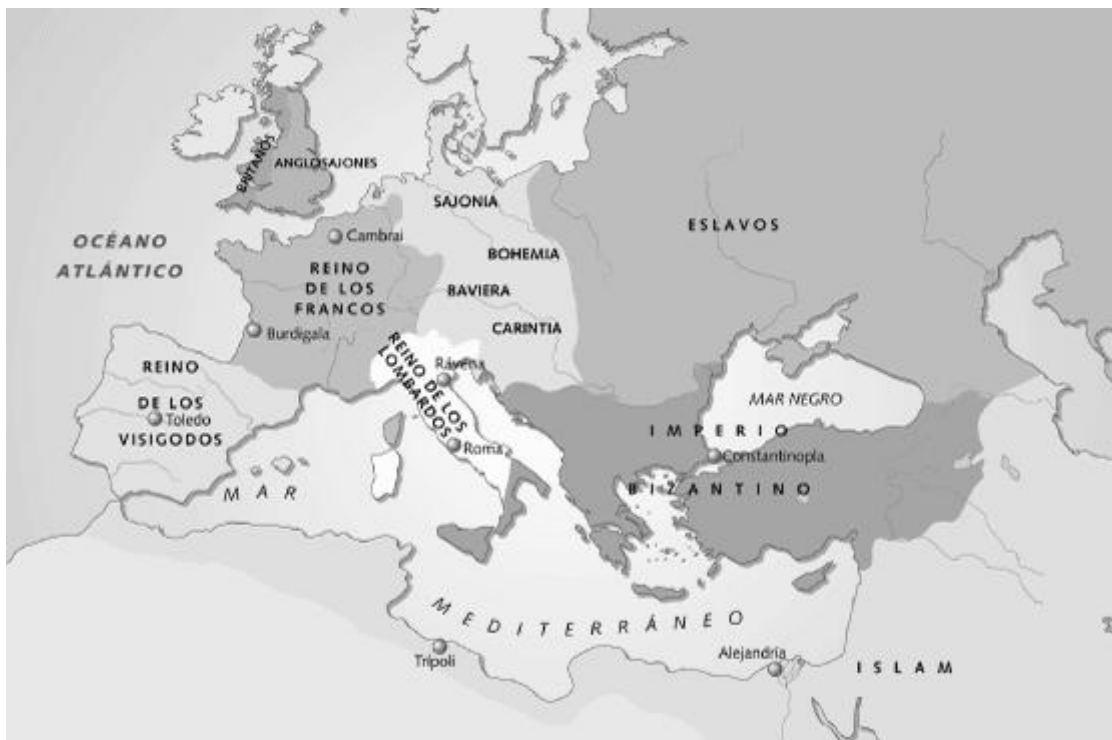 BRITANOS
ANGLOSAJONES
SAJONIA
ESLAVOS
OCÉANO
ATLÁNTICO
Cambrai
BOHEMIA
REINO
DE LOS
FRANCOS
BAVIERA
CARINTIA
Burdigala
REINO DE LOS
LOMBARDOS
Rávena
REINO
DE LOS
Toledo
VISIGODOS
Roma
MAR NEGRO
IMPERIO
Constantinopla
BIZANTINO
MAR
MEDITERRÁNEO
Trípoli
Alejandría
ISLAM